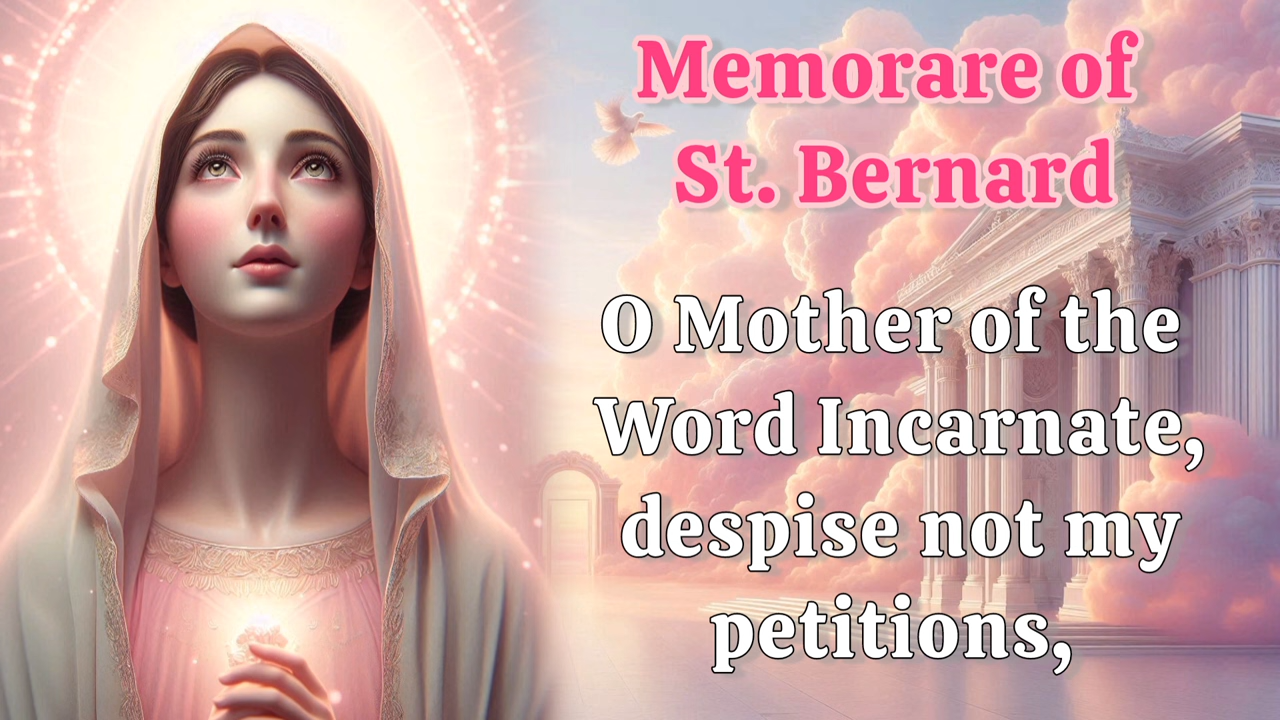 Memorare of
St. Bernard
O Mother of the
Word Incarnate,
despise not my
petitions,